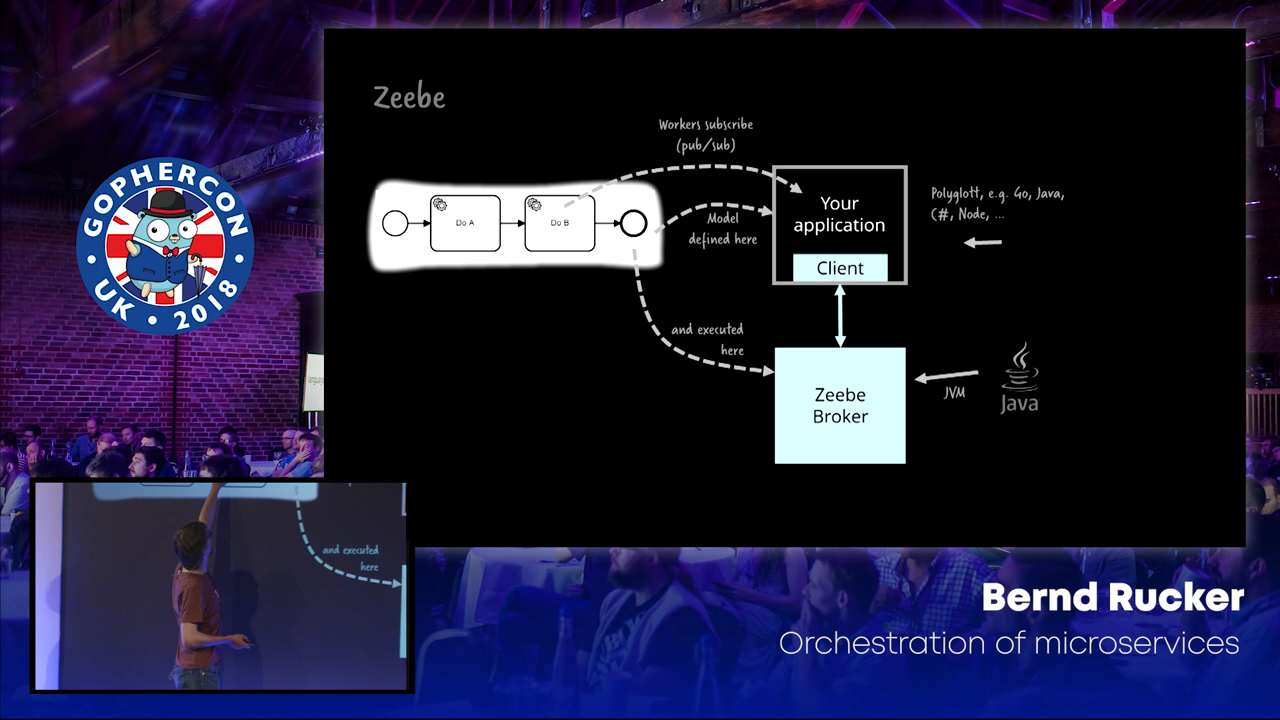 GOPHERCON
UK • 2018
Zeebe
Workers subscribe
(pub/sub)
Do A
Do B
Model
defined here
Your
application
Client
Polyglott, e.g. Go, Java,
C#, Node, ...
and executed
here
Zeebe
Broker
JVM
Java
and executed
here
Bernd Rucker
Orchestration of microservices